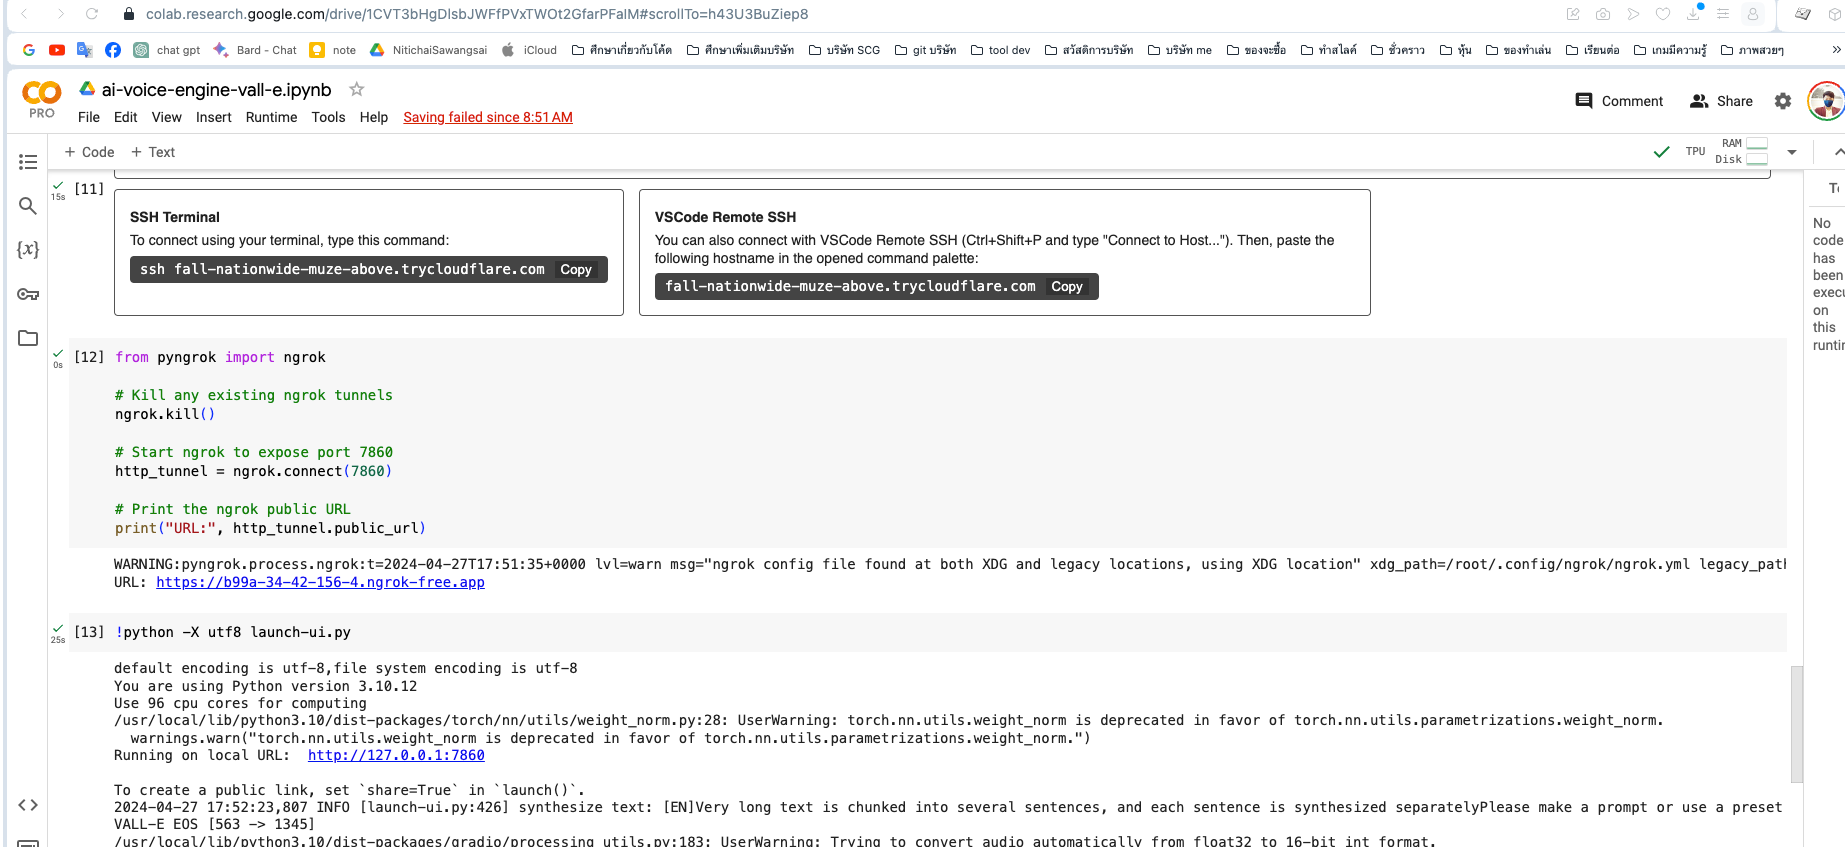 colab.research.google.com/drive/1CVT3bHgDIsbJWFfPVxTWOt2GfarPFaIM#scrollTo=h43U3BuZiep8
chat gpt Bard - Chat note NitichaiSawangsai iCloud ศึกษาเกี่ยวกับโค้ด ศึกษาเพิ่มเติมบริษัท บริษัท SCG git บริษัท tool dev สวัสดิการบริษัท บริษัท me ของจะซื้อ ทำสไลด์ ชั่วคราว หุ้น ของทำเล่น เรียนต่อ เกมมีความรู้ ภาพสวยๆ »
CO PRO
ai-voice-engine-vall-e.ipynb
File Edit View Insert Runtime Tools Help Saving failed since 8:51 AM
Comment Share
+ Code + Text
TPU RAM Disk
[11] 15s
SSH Terminal
To connect using your terminal, type this command:
ssh fall-nationwide-muze-above.trycloudflare.com Copy
VSCode Remote SSH
You can also connect with VSCode Remote SSH (Ctrl+Shift+P and type "Connect to Host..."). Then, paste the
following hostname in the opened command palette:
fall-nationwide-muze-above.trycloudflare.com Copy
No
code
has
been
on
this
[12] from pyngrok import ngrok
0s
# Kill any existing ngrok tunnels
ngrok.kill()
# Start ngrok to expose port 7860
http_tunnel = ngrok.connect(7860)
# Print the ngrok public URL
print("URL:", http_tunnel.public_url)
WARNING:pyngrok.process.ngrok:t=2024-04-27T17:51:35+0000 lvl=warn msg="ngrok config file found at both XDG and legacy locations, using XDG location" xdg_path=/root/.config/ngrok/ngrok.yml legacy_path
URL: https://b99a-34-42-156-4.ngrok-free.app
[13] !python -X utf8 launch-ui.py
25s
default encoding is utf-8,file system encoding is utf-8
You are using Python version 3.10.12
Use 96 cpu cores for computing
/usr/local/lib/python3.10/dist-packages/torch/nn/utils/weight_norm.py:28: UserWarning: torch.nn.utils.weight_norm is deprecated in favor of torch.nn.utils.parametrizations.weight_norm.
warnings.warn("torch.nn.utils.weight_norm is deprecated in favor of torch.nn.utils.parametrizations.weight_norm.")
Running on local URL: http://127.0.0.1:7860
To create a public link, set `share=True` in `launch()`.
2024-04-27 17:52:23,807 INFO [launch-ui.py:426] synthesize text: [EN]Very long text is chunked into several sentences, and each sentence is synthesized separatelyPlease make a prompt or use a preset
VALL-E EOS [563 -> 1345]
/usr/local/lib/python3.10/dist-packages/gradio/processing_utils.py:183: UserWarning: Trying to convert audio automatically from float32 to 16-bit int format.